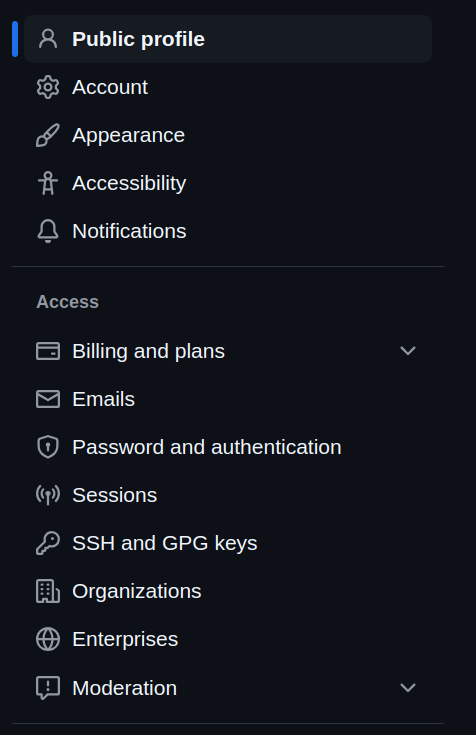 Public profile
Account
Appearance
Accessibility
Notifications
Access
Billing and plans
Emails
Password and authentication
Sessions
SSH and GPG keys
Organizations
Enterprises
Moderation